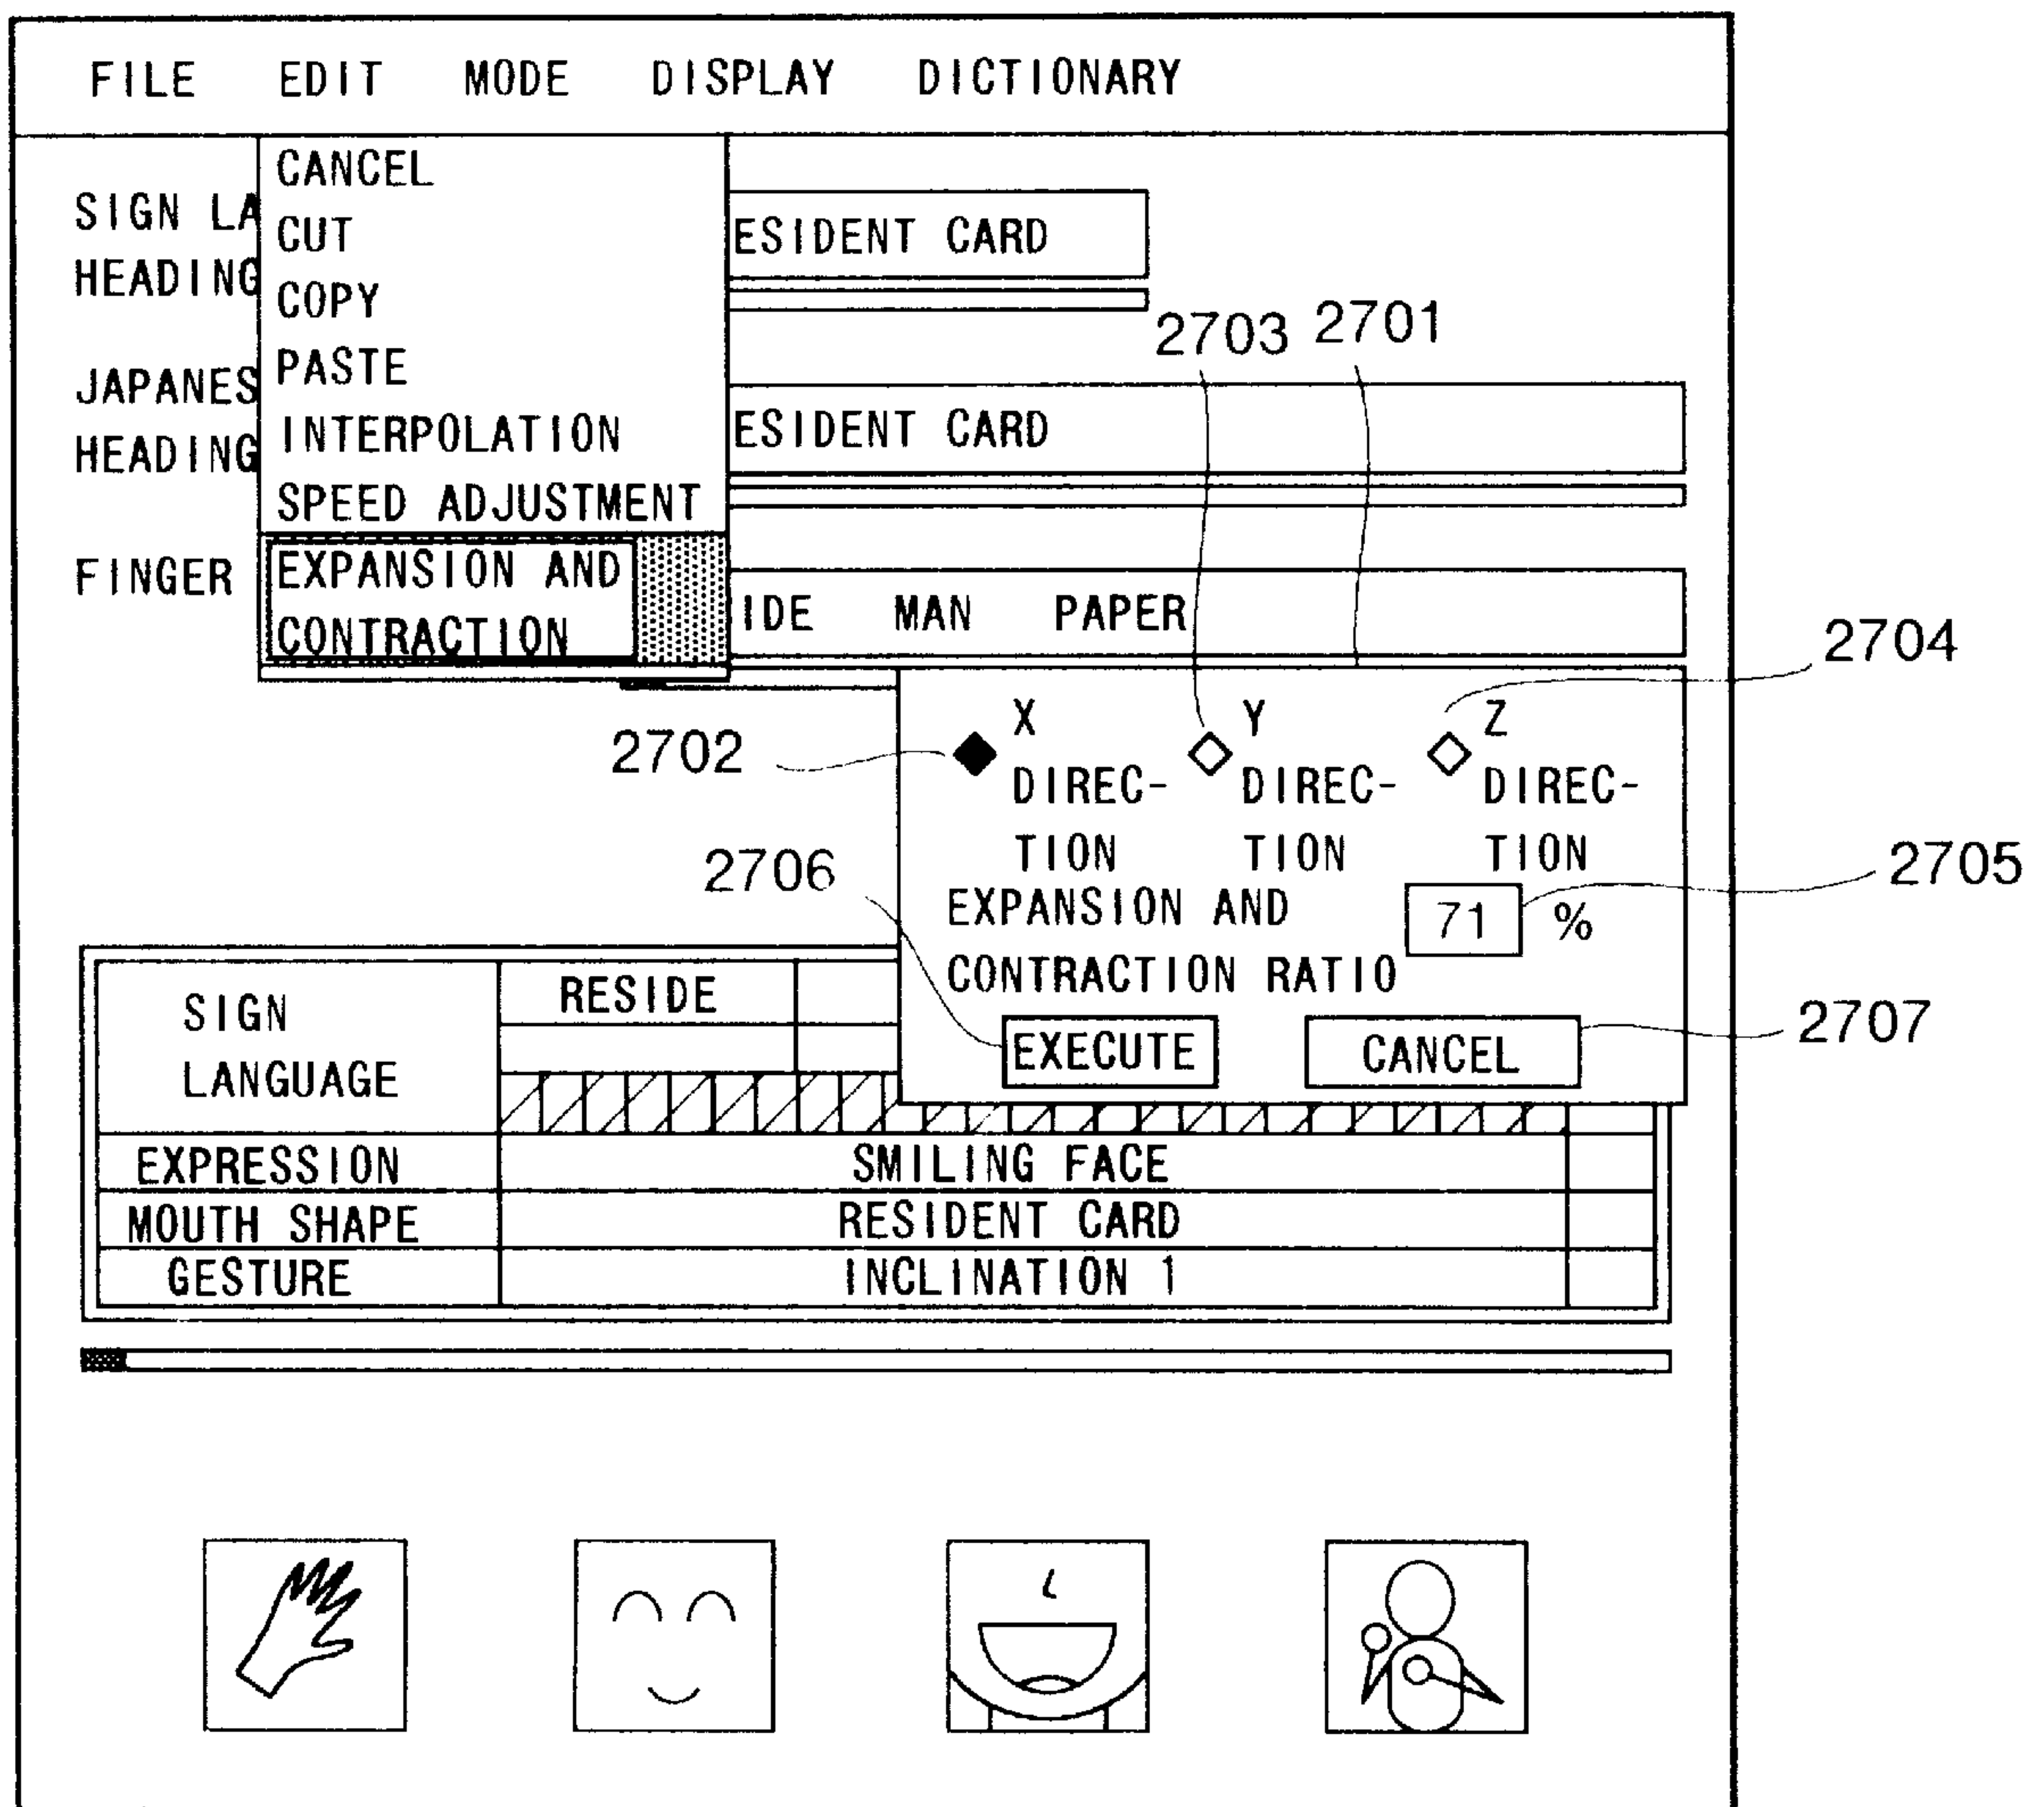 FILE EDIT MODE DISPLAY DICTIONARY
CANCEL
CUT
COPY
PASTE
INTERPOLATION
SPEED ADJUSTMENT
EXPANSION AND
CONTRACTION
SIGN LA
HEADING
ESIDENT CARD
JAPANES
HEADING
ESIDENT CARD
FINGER
IDE MAN PAPER
2703 2701
2704
2702
2706
2705
2707
X DIREC-TION
Y DIREC-TION
Z DIREC-TION
EXPANSION AND
CONTRACTION RATIO
71 %
EXECUTE CANCEL
SIGN
LANGUAGE
RESIDE
EXPRESSION SMILING FACE
MOUTH SHAPE RESIDENT CARD
GESTURE INCLINATION 1